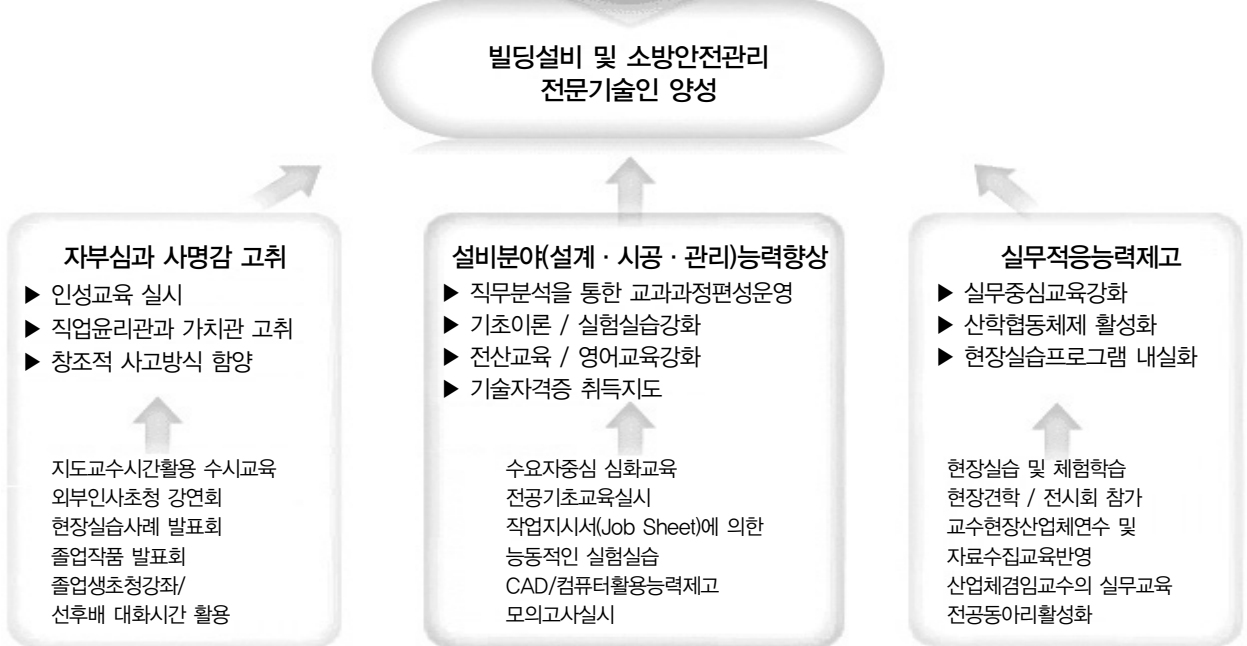 빌딩설비 및 소방안전관리
전문기술인 양성
자부심과 사명감 고취
▶ 인성교육 실시
▶ 직업윤리관과 가치관 고취
▶ 창조적 사고방식 함양
지도교수시간활용 수시교육
외부인사초청 강연회
현장실습사례 발표회
졸업작품 발표회
졸업생초청강좌/
선후배 대화시간 활용
설비분야(설계 · 시공 · 관리)능력향상
▶ 직무분석을 통한 교과과정편성운영
▶ 기초이론 / 실험실습강화
▶ 전산교육 / 영어교육강화
▶ 기술자격증 취득지도
수요자중심 심화교육
전공기초교육실시
작업지시서(Job Sheet)에 의한
능동적인 실험실습
CAD/컴퓨터활용능력제고
모의고사실시
실무적응능력제고
▶ 실무중심교육강화
▶ 산학협동체제 활성화
▶ 현장실습프로그램 내실화
현장실습 및 체험학습
현장견학 / 전시회 참가
교수현장산업체연수 및
자료수집교육반영
산업체겸임교수의 실무교육
전공동아리활성화